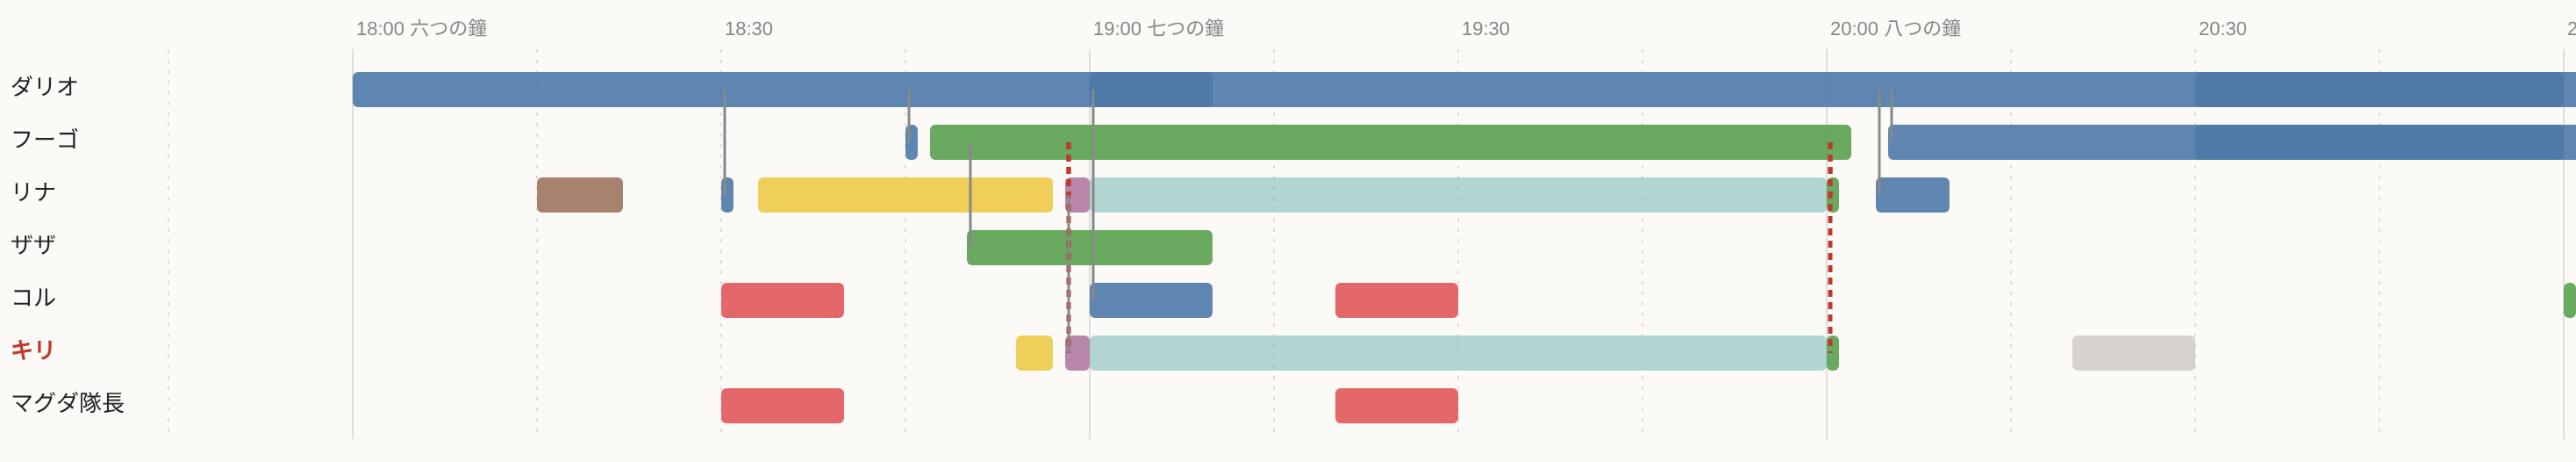 18:00 六つの鐘
18:30
19:00 七つの鐘
19:30
20:00 八つの鐘
20:30
ダリオ
フーゴ
リナ
ザザ
コル
キリ
マグダ隊長